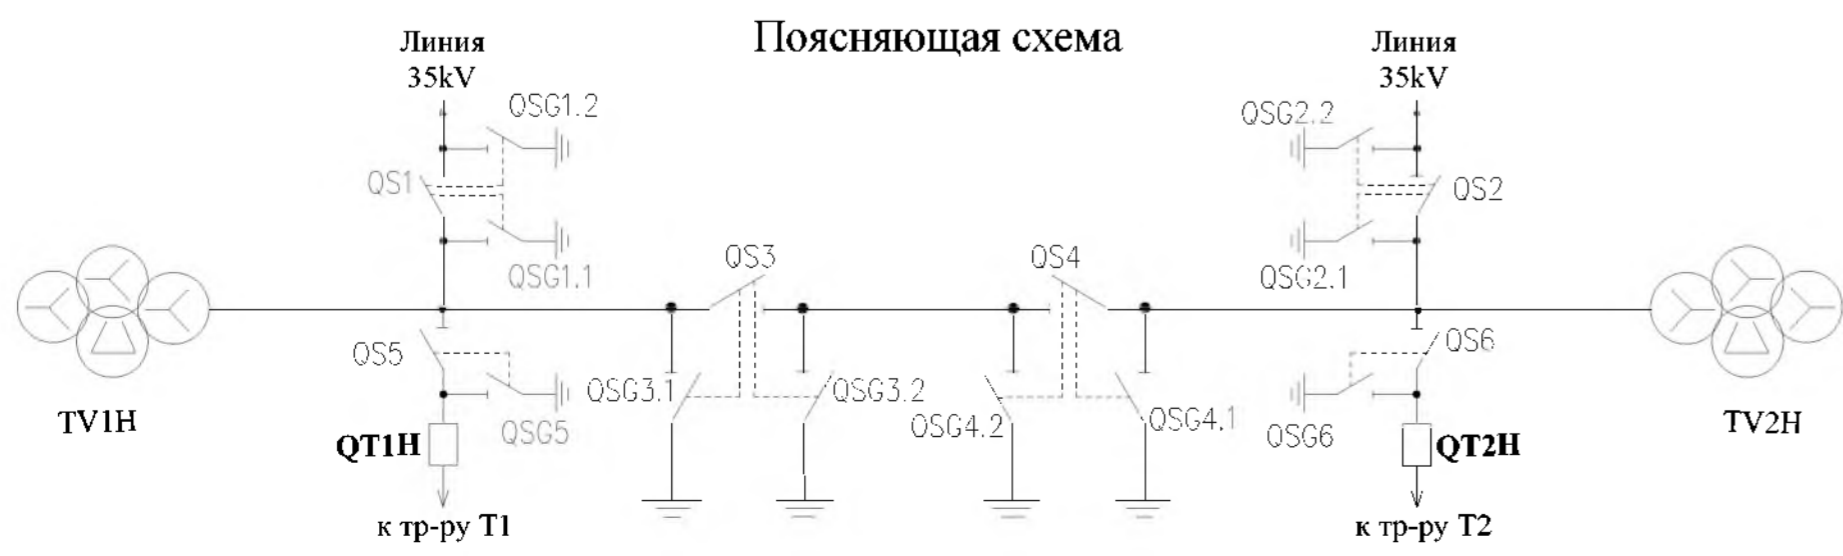 Поясняющая схема
Линия
35kV
Линия
35kV
QSG1.2
QSG2.2
QS1
QS2
QSG1.1
QS3
QS4
QSG2.1
QS5
QS6
QSG3.1
QSG3.2
QSG4.2
QSG4.1
TV1H
QSG5
QSG6
TV2H
QT1H
QT2H
к тр-ру Т1
к тр-ру Т2